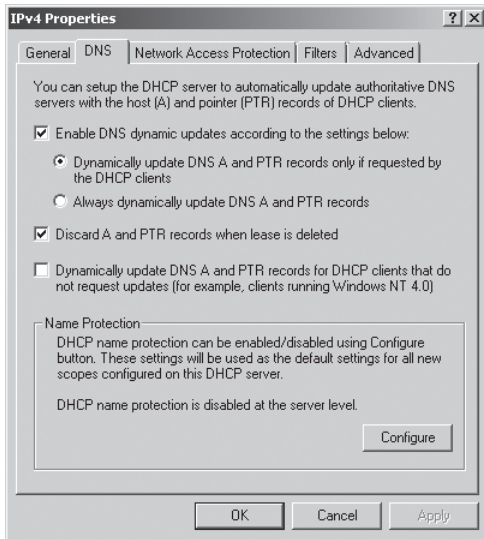 IPv4 Properties
General
DNS
Network Access Protection
Filters
Advanced
You can setup the DHCP server to automatically update authoritative DNS
servers with the host (A) and pointer (PTR) records of DHCP clients.
Enable DNS dynamic updates according to the settings below:
Dynamically update DNS A and PTR records only if requested by
the DHCP clients
Always dynamically update DNS A and PTR records
Discard A and PTR records when lease is deleted
Dynamically update DNS A and PTR records for DHCP clients that do
not request updates (for example, clients running Windows NT 4.0)
Name Protection
DHCP name protection can be enabled/disabled using Configure
button. These settings will be used as the default settings for all new
scopes configured on this DHCP server.
DHCP name protection is disabled at the server level.
Configure
OK
Cancel
Apply